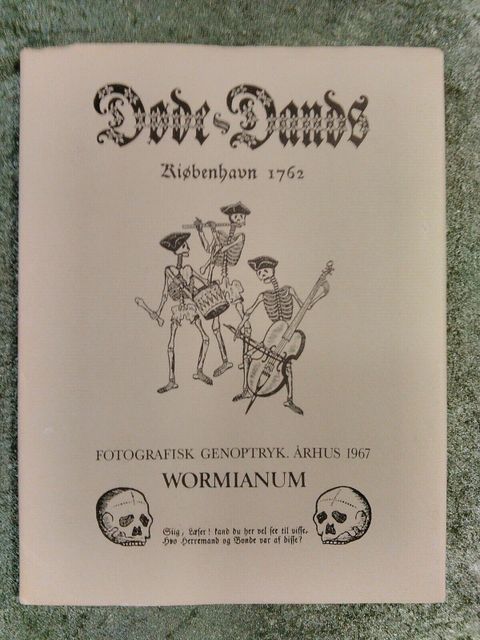 Døde-Dands
Kiøbenhavn 1762
FOTOGRAFISK GENOPTRYK. ÅRHUS 1967
WORMIANUM
Siig, Læser! kand du her vel see til visse,
Hvo Herremand og Bonde var af disse?